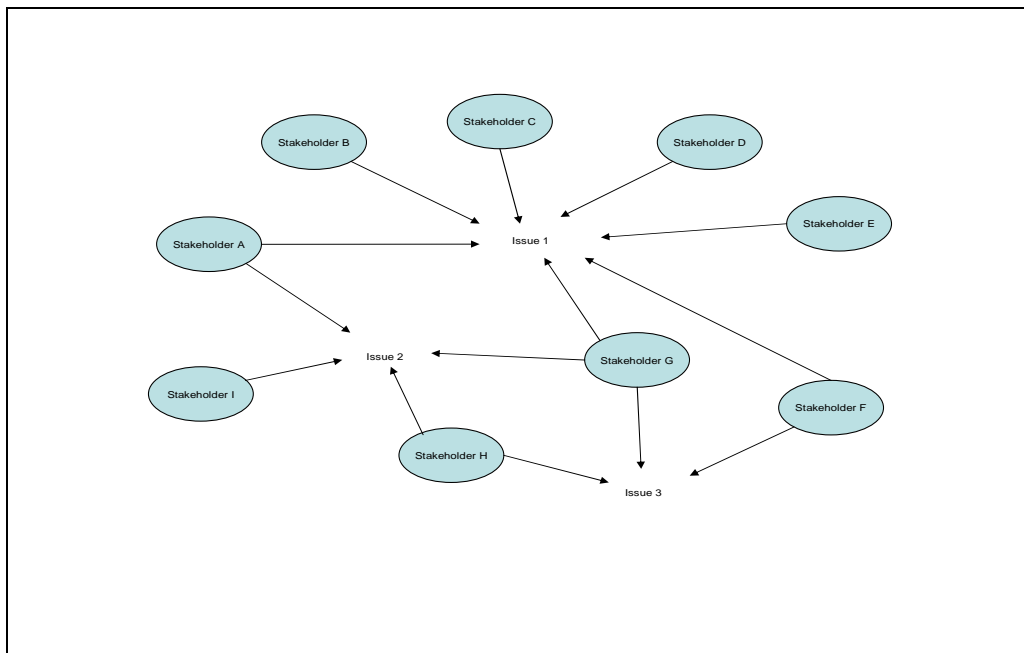 Stakeholder C
Stakeholder B
Stakeholder D
Stakeholder E
Stakeholder A
Issue 1
Issue 2
Stakeholder G
Stakeholder I
Stakeholder F
Stakeholder H
Issue 3